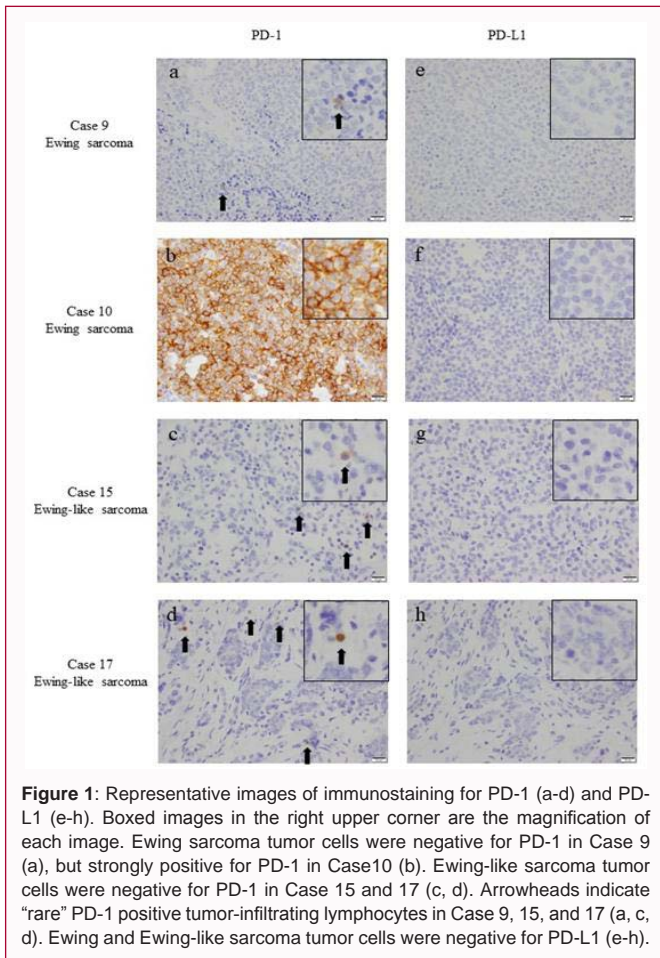 PD-1 PD-L1
a e
Case 9
Ewing sarcoma
b f
Case 10
Ewing sarcoma
c g
Case 15
Ewing-like sarcoma
d h
Case 17
Ewing-like sarcoma
Figure 1: Representative images of immunostaining for PD-1 (a-d) and PD-
L1 (e-h). Boxed images in the right upper corner are the magnification of
each image. Ewing sarcoma tumor cells were negative for PD-1 in Case 9
(a), but strongly positive for PD-1 in Case10 (b). Ewing-like sarcoma tumor
cells were negative for PD-1 in Case 15 and 17 (c, d). Arrowheads indicate
“rare” PD-1 positive tumor-infiltrating lymphocytes in Case 9, 15, and 17 (a, c,
d). Ewing and Ewing-like sarcoma tumor cells were negative for PD-L1 (e-h).